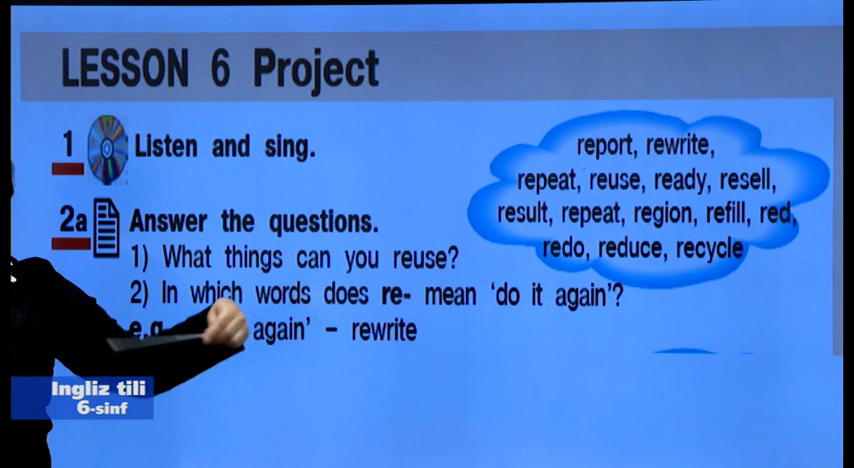 LESSON 6 Project
1 Listen and sing.
2a Answer the questions.
1) What things can you reuse?
2) In which words does re- mean ‘do it again’?
e.g. again’ – rewrite
report, rewrite,
repeat, reuse, ready, resell,
result, repeat, region, refill, red,
redo, reduce, recycle
Ingliz tili
6-sinf